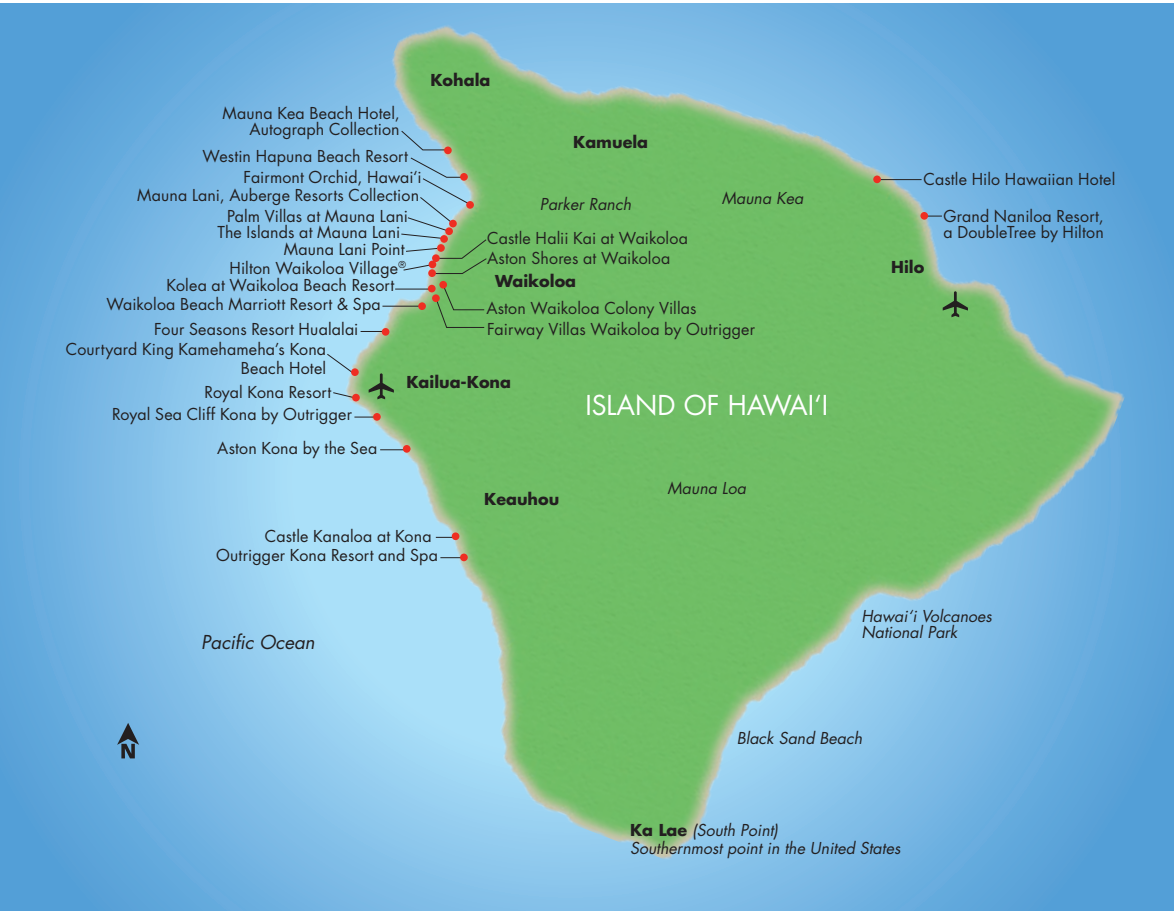 Kohala
Mauna Kea Beach Hotel,
Autograph Collection
Kamuela
Westin Hapuna Beach Resort
Fairmont Orchid, Hawai‘i
Mauna Lani, Auberge Resorts Collection
Palm Villas at Mauna Lani
The Islands at Mauna Lani
Mauna Lani Point
Hilton Waikoloa Village®
Kolea at Waikoloa Beach Resort
Waikoloa Beach Marriott Resort & Spa
Four Seasons Resort Hualalai
Courtyard King Kamehameha’s Kona
Beach Hotel
Royal Kona Resort
Royal Sea Cliff Kona by Outrigger
Aston Kona by the Sea
Castle Kanaloa at Kona
Outrigger Kona Resort and Spa
Parker Ranch
Mauna Kea
Castle Halii Kai at Waikoloa
Aston Shores at Waikoloa
Waikoloa
Aston Waikoloa Colony Villas
Fairway Villas Waikoloa by Outrigger
Kailua-Kona
Castle Hilo Hawaiian Hotel
Grand Naniloa Resort,
a DoubleTree by Hilton
Hilo
ISLAND OF HAWAI‘I
Mauna Loa
Keauhou
Hawai‘i Volcanoes
National Park
Pacific Ocean
Black Sand Beach
N
Ka Lae (South Point)
Southernmost point in the United States